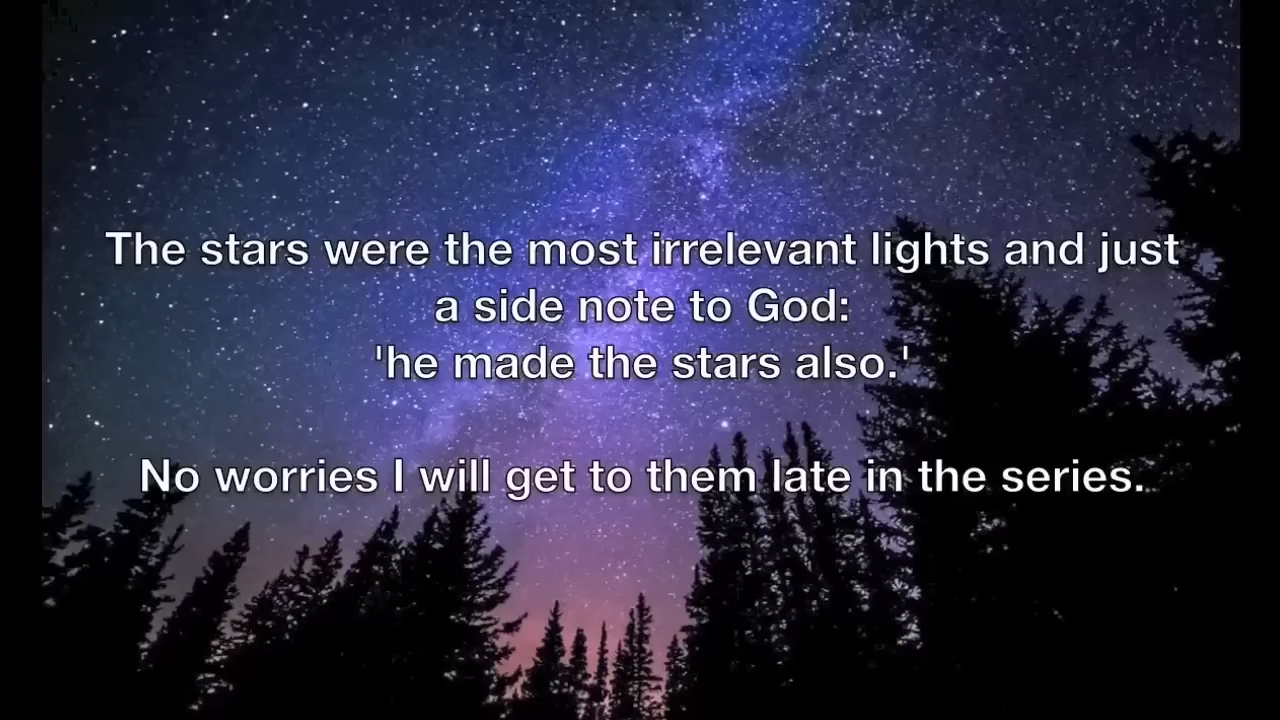 The stars were the most irrelevant lights and just
a side note to God:
'he made the stars also.'
No worries I will get to them late in the series.